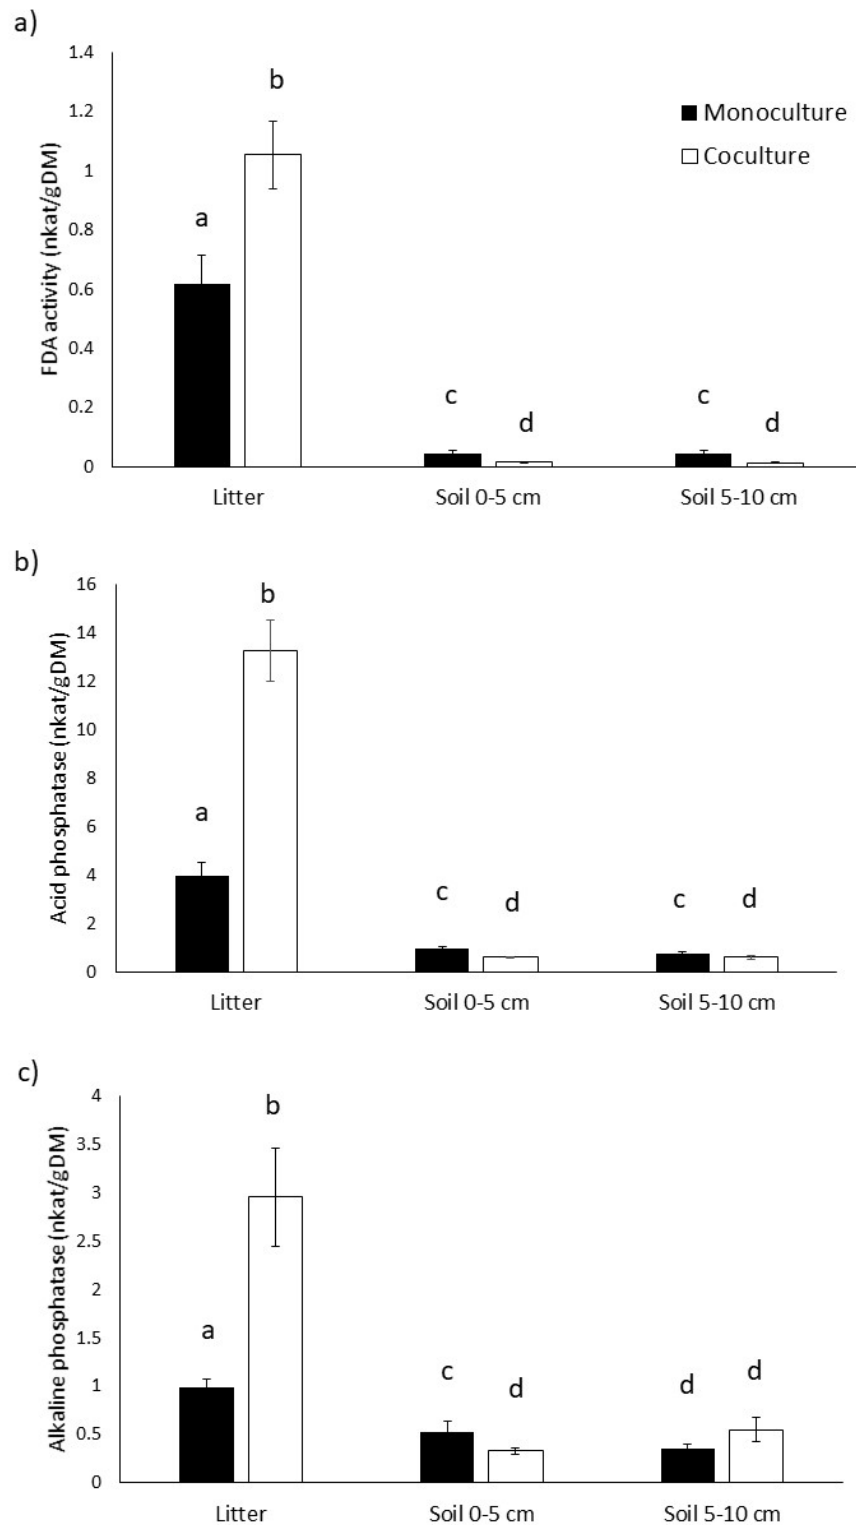 a)
1.4
b
1.2
Monoculture
Coculture
1
a
0.8
FDA activity (nkat/gDM)
0.6
0.4
c
c
0.2
d
d
0
Litter
Soil 0-5 cm
Soil 5-10 cm
b)
16
b
14
12
10
Acid phosphatase (nkat/gDM)
8
6
a
4
c
d
c
d
2
0
Litter
Soil 0-5 cm
Soil 5-10 cm
c)
4
b
3.5
3
Alkaline phosphatase (nkat/gDM)
2.5
2
1.5
a
1
c
d
d
d
0.5
0
Litter
Soil 0-5 cm
Soil 5-10 cm